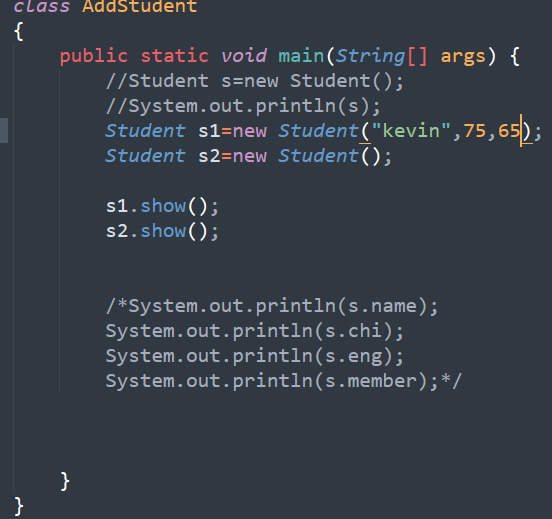 class AddStudent
{
public static void main(String[] args) {
//Student s=new Student();
//System.out.println(s);
Student s1=new Student("kevin",75,65);
Student s2=new Student();
s1.show();
s2.show();
/*System.out.println(s.name);
System.out.println(s.chi);
System.out.println(s.eng);
System.out.println(s.member);*/
}
}